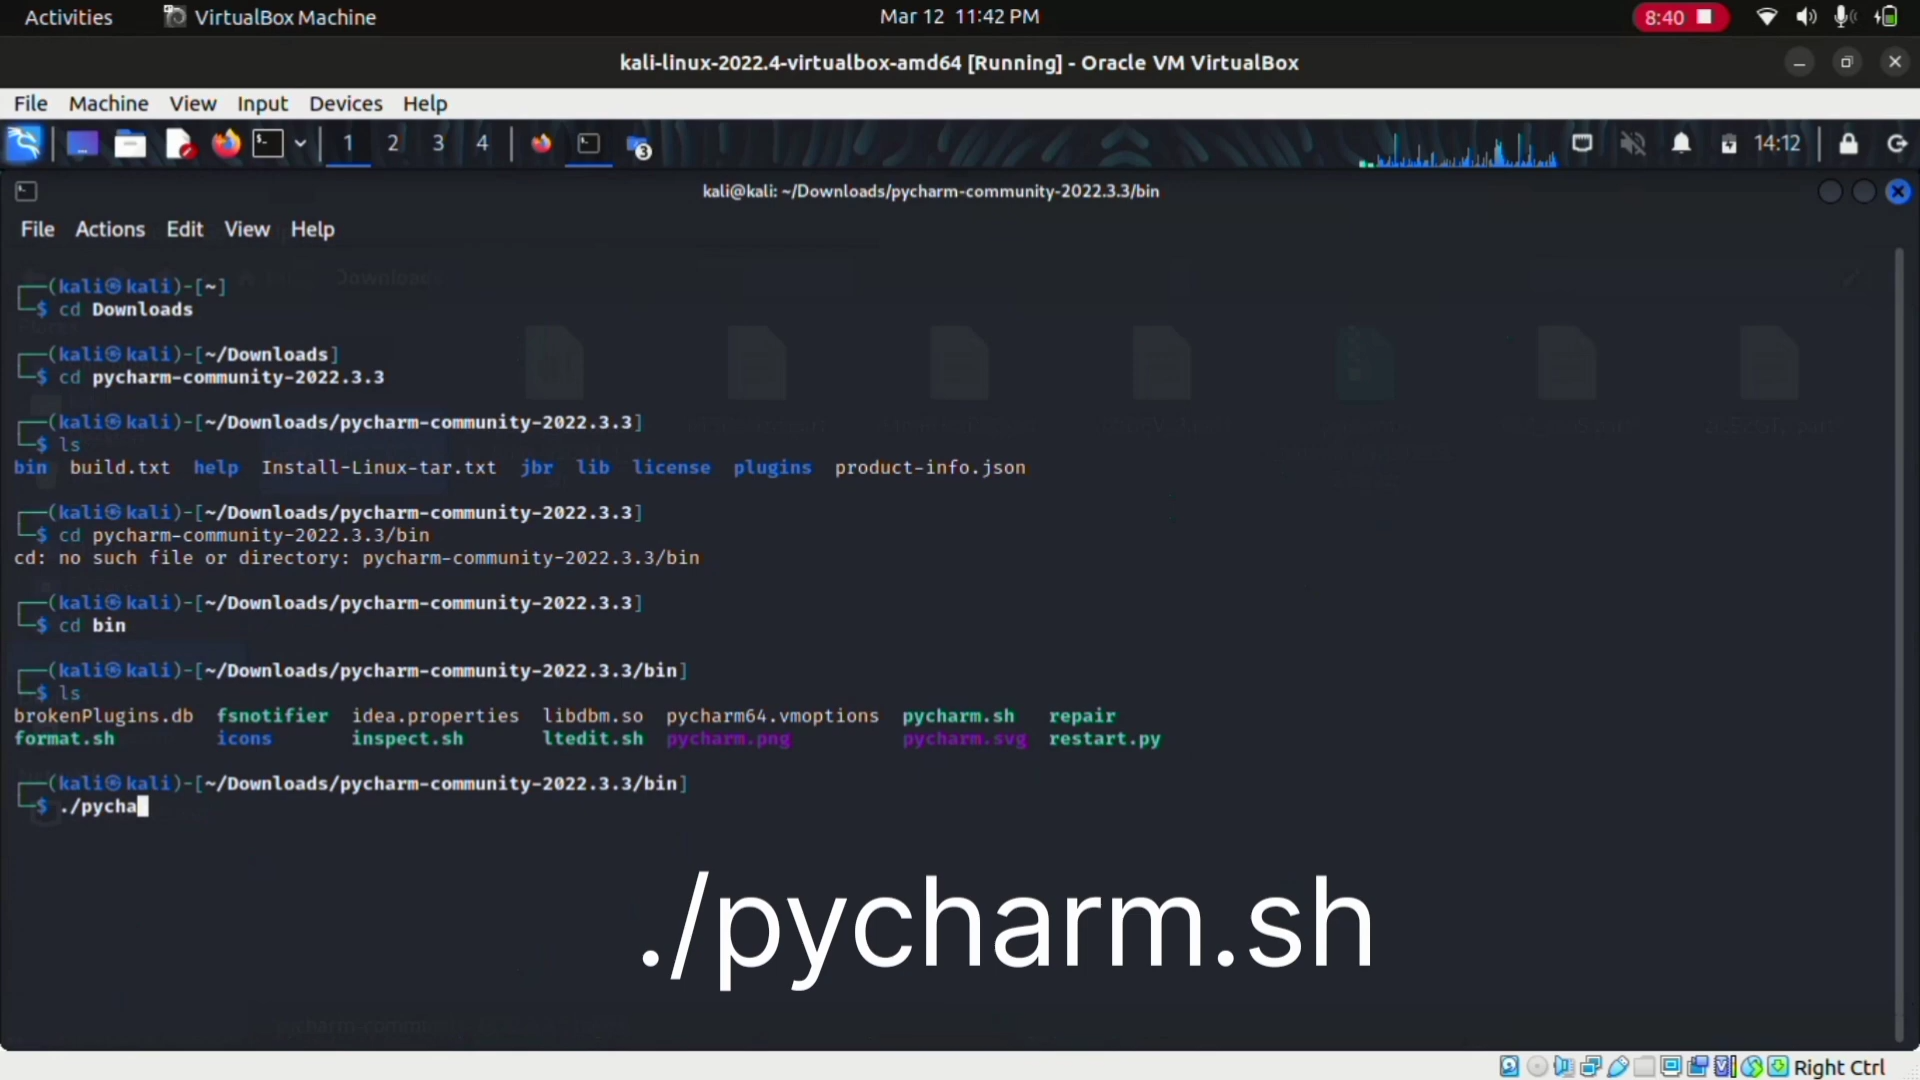 Activities VirtualBox Machine Mar 12 11:42 PM 8:40
kali-linux-2022.4-virtualbox-amd64 [Running] - Oracle VM VirtualBox
File Machine View Input Devices Help
1 2 3 4 3 14:12
kali@kali: ~/Downloads/pycharm-community-2022.3.3/bin
File Actions Edit View Help
(kali㉿kali)-[~]
$ cd Downloads
(kali㉿kali)-[~/Downloads]
$ cd pycharm-community-2022.3.3
(kali㉿kali)-[~/Downloads/pycharm-community-2022.3.3]
$ ls
bin build.txt help Install-Linux-tar.txt jbr lib license plugins product-info.json
(kali㉿kali)-[~/Downloads/pycharm-community-2022.3.3]
$ cd pycharm-community-2022.3.3/bin
cd: no such file or directory: pycharm-community-2022.3.3/bin
(kali㉿kali)-[~/Downloads/pycharm-community-2022.3.3]
$ cd bin
(kali㉿kali)-[~/Downloads/pycharm-community-2022.3.3/bin]
$ ls
brokenPlugins.db fsnotifier idea.properties libdbm.so pycharm64.vmoptions pycharm.sh repair
format.sh icons inspect.sh ltedit.sh pycharm.png pycharm.svg restart.py
(kali㉿kali)-[~/Downloads/pycharm-community-2022.3.3/bin]
$ ./pycha
./pycharm.sh
Right Ctrl